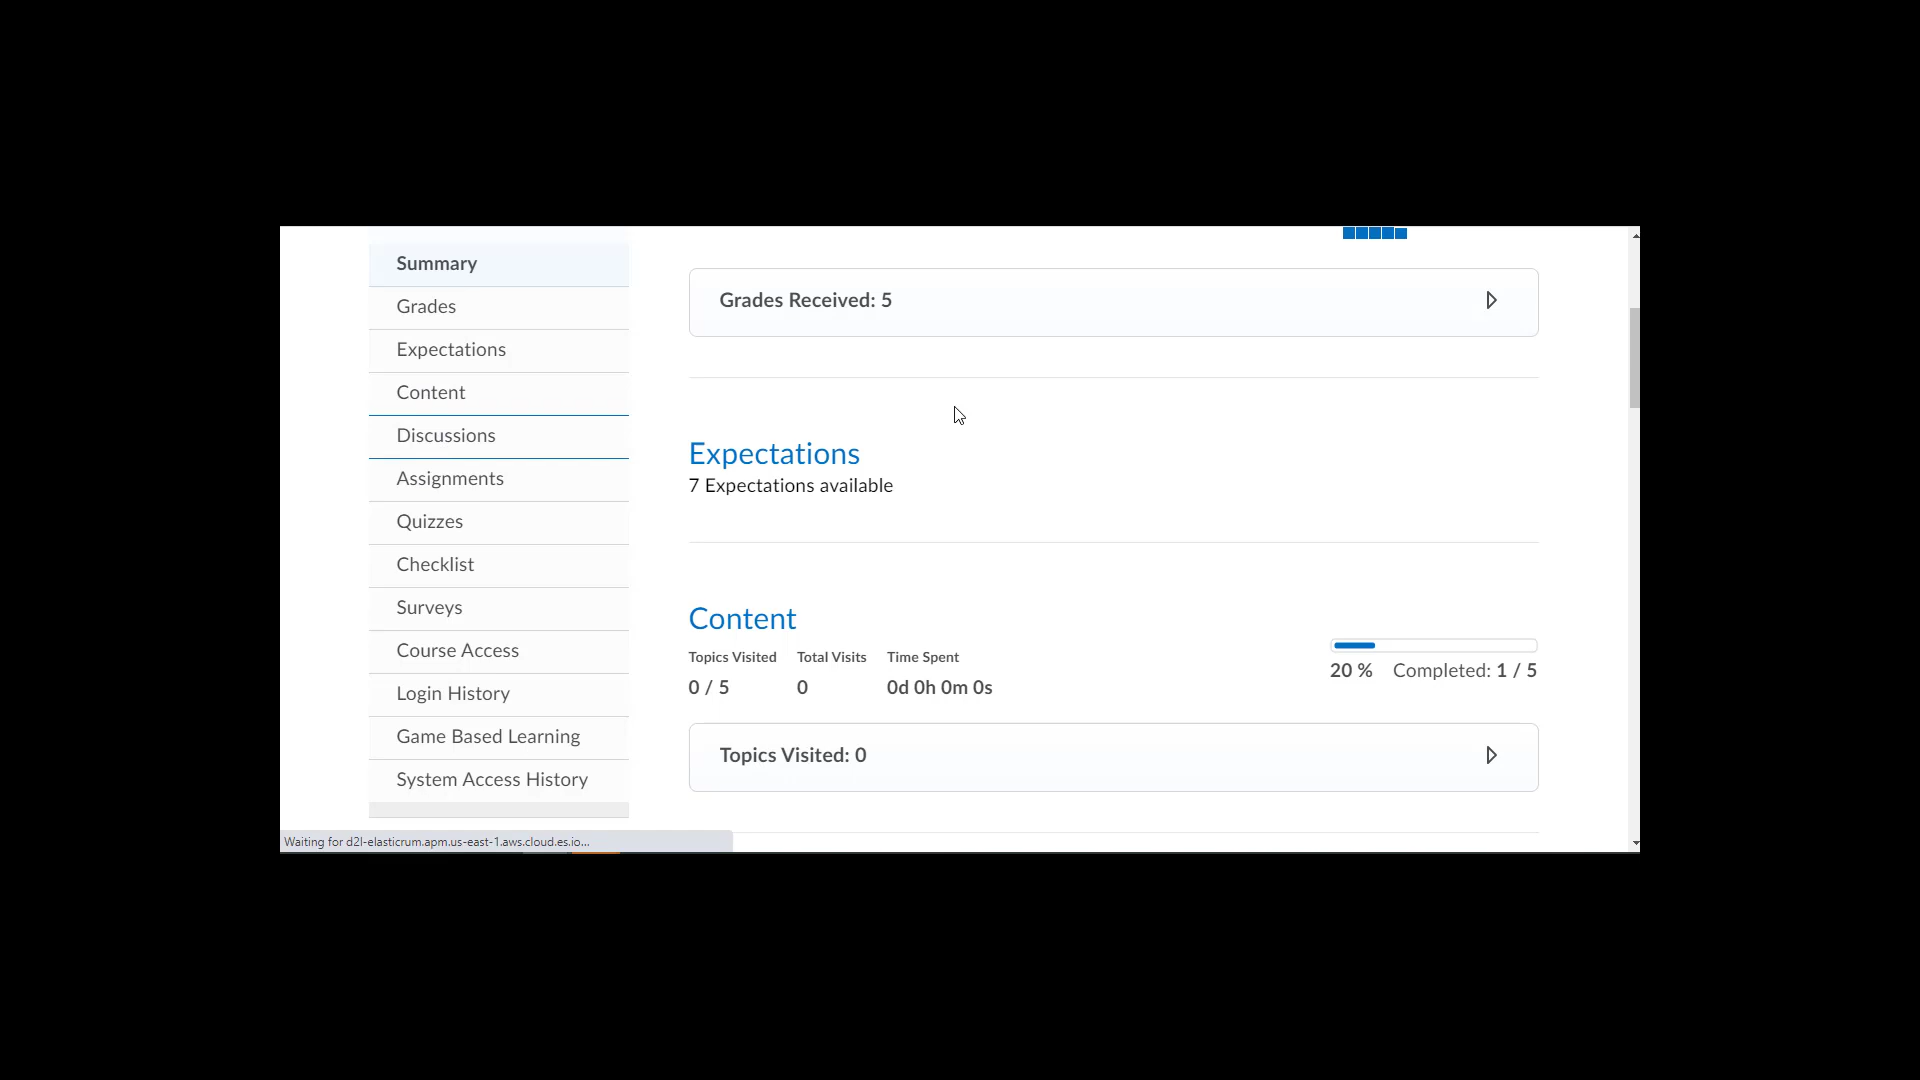 Summary
Grades
Expectations
Content
Discussions
Assignments
Quizzes
Checklist
Surveys
Course Access
Login History
Game Based Learning
System Access History
Grades Received: 5
Expectations
7 Expectations available
Content
Topics Visited Total Visits Time Spent
0 / 5 0 0d 0h 0m 0s
20 % Completed: 1 / 5
Topics Visited: 0
Waiting for d2l-elasticrum.apm.us-east-1.aws.cloud.es.io...